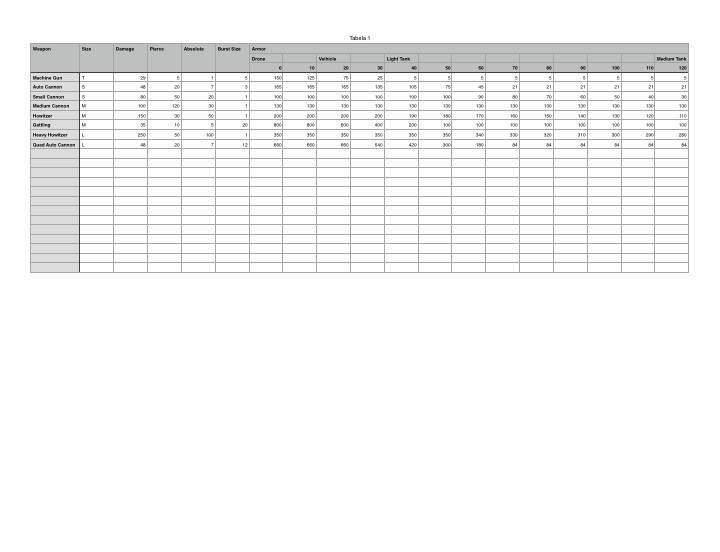 Tabela 1
Weapon Size Damage Pierce Absolute Burst Size Armor
Drone Vehicle Light Tank Medium Tank
0 10 20 30 40 50 60 70 80 90 100 110 120
Machine Gun T 29 5 1 5 150 125 75 25 5 5 5 5 5 5 5 5 5
Auto Cannon S 48 20 7 3 165 165 165 135 105 75 45 21 21 21 21 21 21
Small Cannon S 80 50 20 1 100 100 100 100 100 100 90 80 70 60 50 40 30
Medium Cannon M 100 120 30 1 130 130 130 130 130 130 130 130 130 130 130 130 130
Howitzer M 150 30 50 1 200 200 200 200 190 180 170 160 150 140 130 120 110
Gattling M 35 10 5 20 800 800 600 400 200 100 100 100 100 100 100 100 100
Heavy Howitzer L 250 50 100 1 350 350 350 350 350 340 330 320 310 300 290 280
Quad Auto Cannon L 48 20 7 12 660 660 660 540 420 300 180 84 84 84 84 84 84